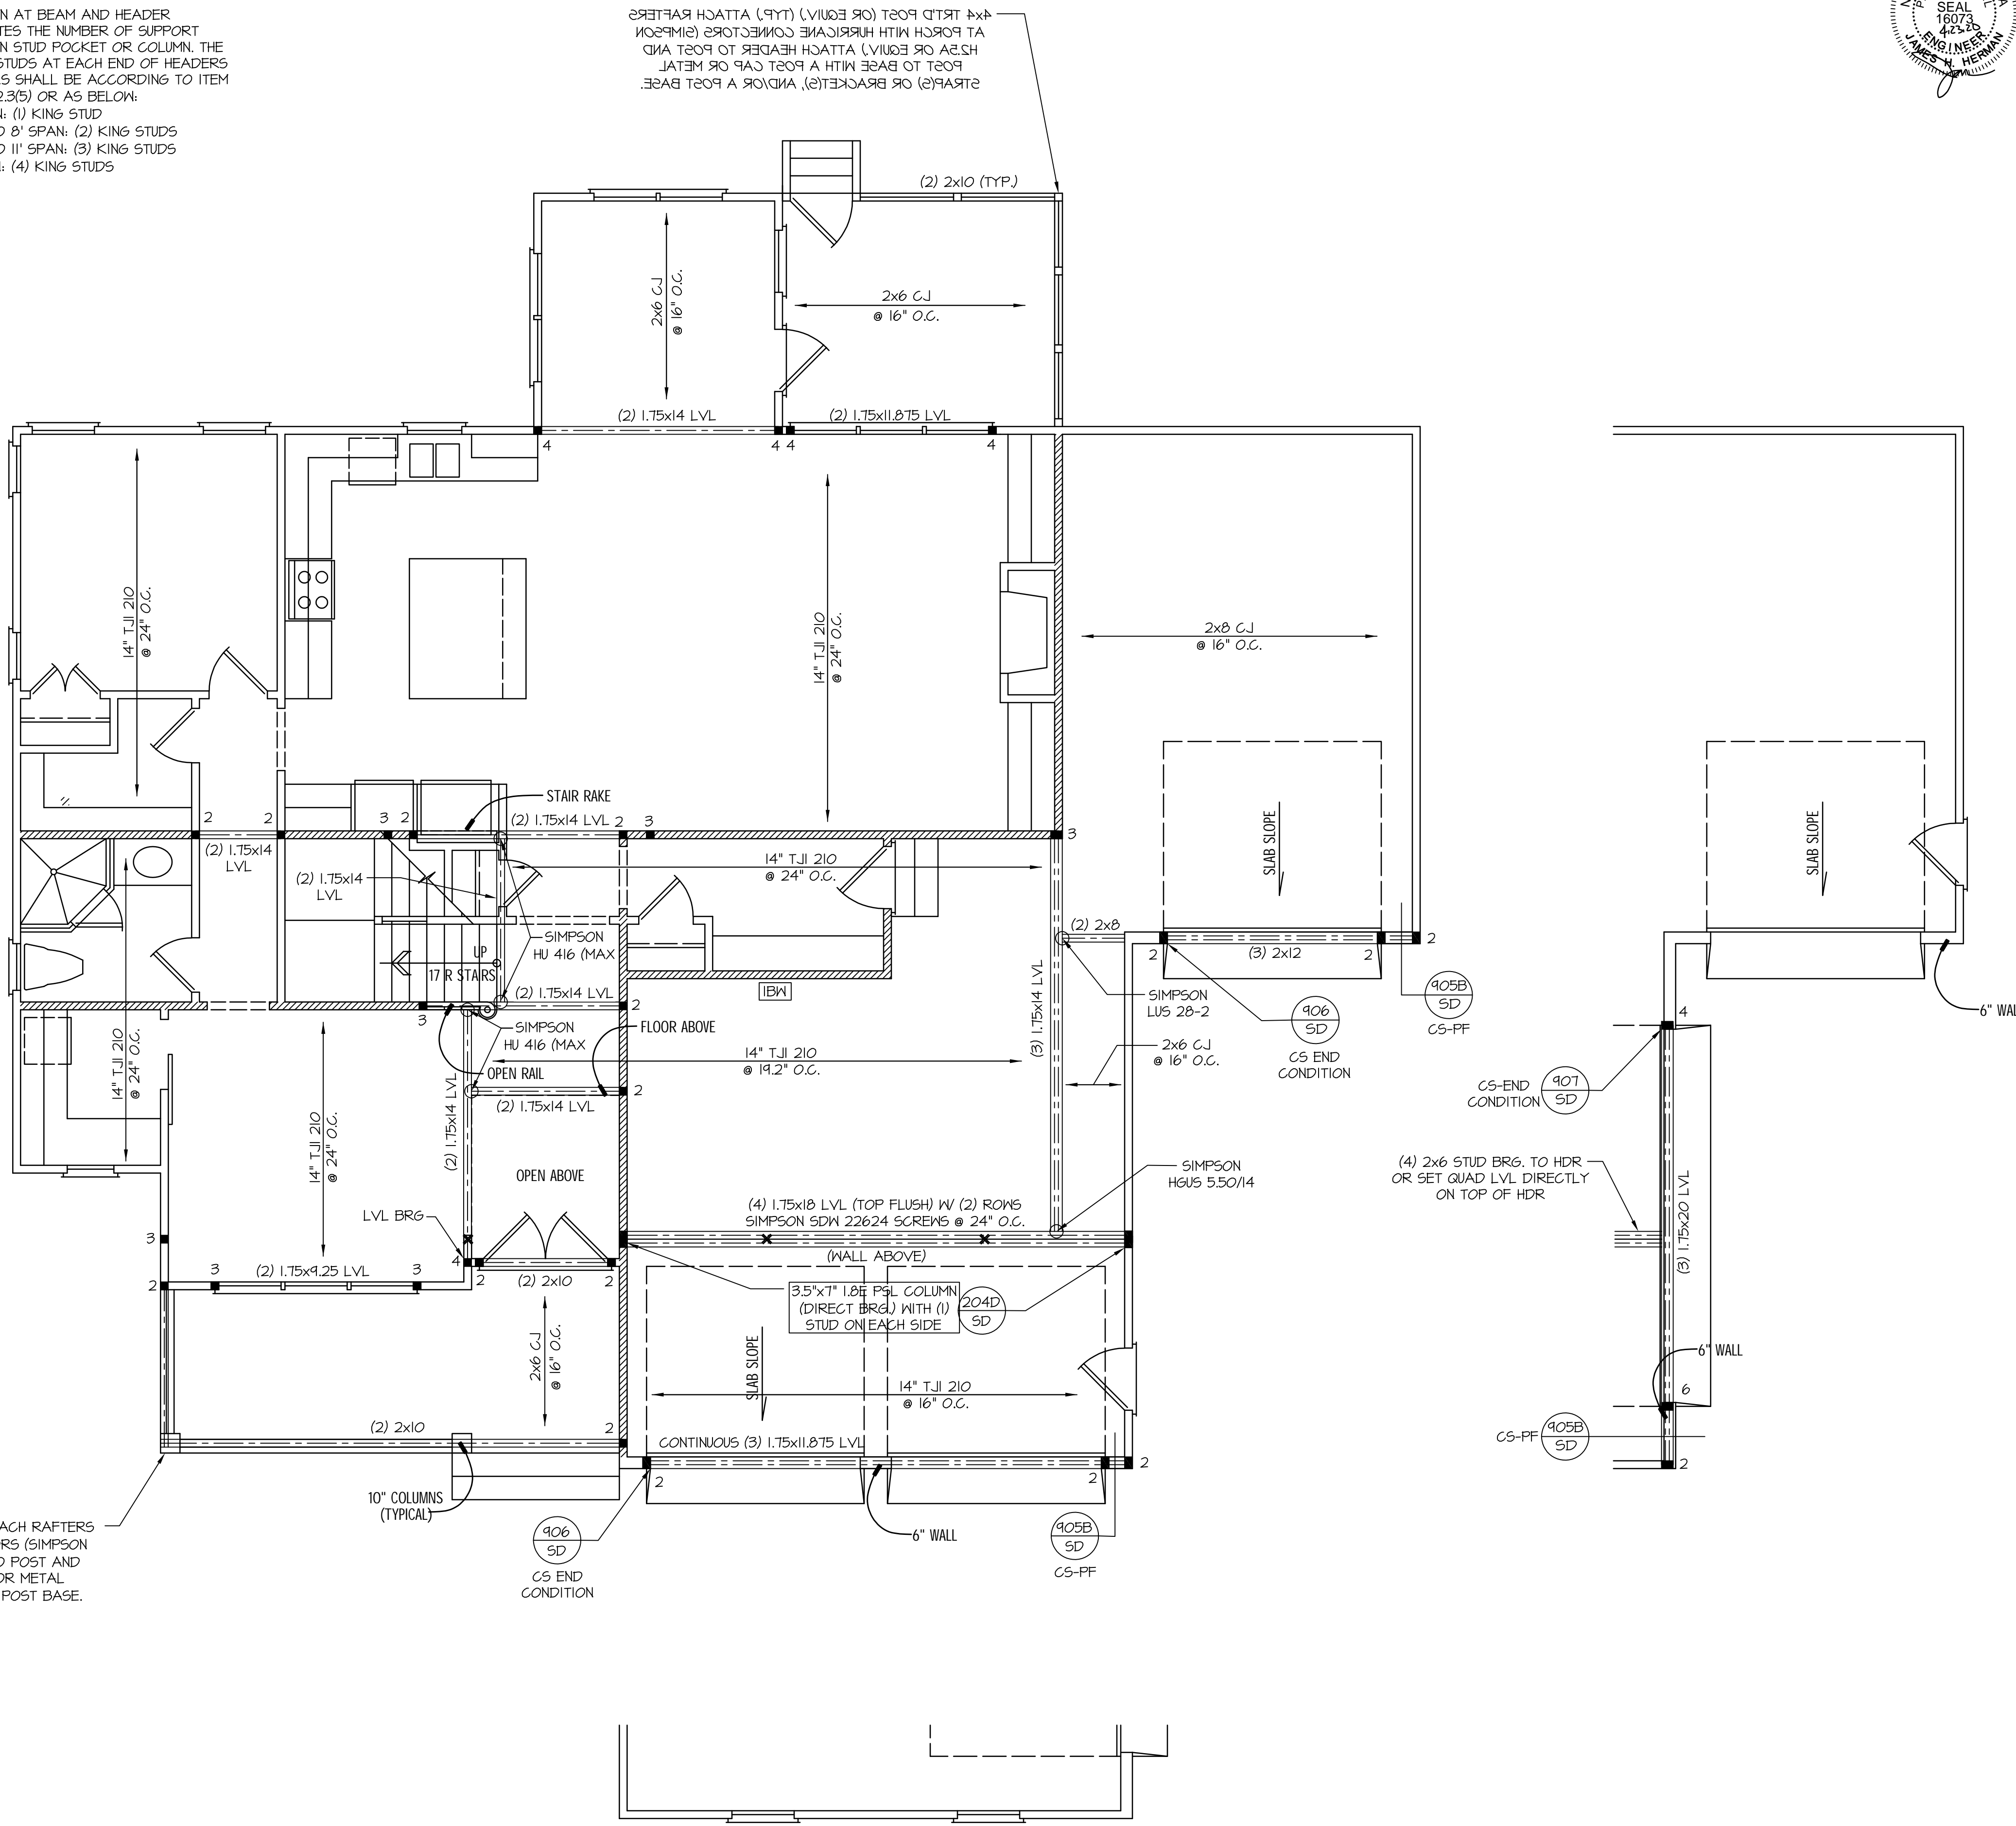 N AT BEAM AND HEADER
TES THE NUMBER OF SUPPORT
N STUD POCKET OR COLUMN. THE
STUDS AT EACH END OF HEADERS
S SHALL BE ACCORDING TO ITEM
2.3(5) OR AS BELOW:
N: (1) KING STUD
O 8' SPAN: (2) KING STUDS
O 11' SPAN: (3) KING STUDS
: (4) KING STUDS
4x4 TRT'D POST (OR EQUIV.) (TYP.) ATTACH RAFTERS
AT PORCH WITH HURRICANE CONNECTORS (SIMPSON
H2.5A OR EQUIV.) ATTACH HEADER TO POST AND
POST TO BASE WITH A POST CAP OR METAL
STRAP(S) OR BRACKET(S), AND/OR A POST BASE.
SEAL
16073
4.23.20
ENGINEER
JAMES H. HERMAN
(2) 2x10 (TYP.)
2x6 CJ
@ 16" O.C.
2x6 CJ
@ 16" O.C.
(2) 1.75x14 LVL
(2) 1.75x11.875 LVL
4
4 4
4
14" TJI 210
@ 24" O.C.
14" TJI 210
@ 24" O.C.
2x8 CJ
@ 16" O.C.
SLAB SLOPE
SLAB SLOPE
STAIR RAKE
2
2
3
2
(2) 1.75x14 LVL
2
3
3
(2) 1.75x14
LVL
(2) 1.75x14
LVL
14" TJI 210
@ 24" O.C.
SIMPSON
HU 416 (MAX
UP
17 R STAIRS
(2) 2x8
2
(3) 2x12
2
2
(3) 1.75x14 LVL
1BW
(2) 1.75x14 LVL
2
3
SIMPSON
LUS 28-2
906
SD
CS END
CONDITION
905B
SD
CS-PF
6" WAL
4
SIMPSON
HU 416 (MAX
FLOOR ABOVE
OPEN RAIL
14" TJI 210
@ 24" O.C.
14" TJI 210
@ 19.2" O.C.
2x6 CJ
@ 16" O.C.
2
(2) 1.75x14 LVL
(2) 1.75x14 LVL
14" TJI 210
@ 24" O.C.
CS-END
CONDITION
907
SD
OPEN ABOVE
SIMPSON
HGUS 5.50/14
(4) 2x6 STUD BRG. TO HDR
OR SET QUAD LVL DIRECTLY
ON TOP OF HDR
(3) 1.75x20 LVL
LVL BRG
(4) 1.75x18 LVL (TOP FLUSH) W/ (2) ROWS
SIMPSON SDW 22624 SCREWS @ 24" O.C.
(WALL ABOVE)
3
4
2
3
(2) 1.75x9.25 LVL
3
2
(2) 2x10
2
3.5"x7" 1.8E PSL COLUMN
(DIRECT BRG.) WITH (1)
STUD ON EACH SIDE
204D
SD
2x6 CJ
@ 16" O.C.
SLAB SLOPE
14" TJI 210
@ 16" O.C.
6" WALL
6
(2) 2x10
2
CONTINUOUS (3) 1.75x11.875 LVL
2
2
2
CS-PF
905B
SD
2
10" COLUMNS
(TYPICAL)
ACH RAFTERS
ORS (SIMPSON
O POST AND
OR METAL
POST BASE.
906
SD
CS END
CONDITION
6" WALL
905B
SD
CS-PF